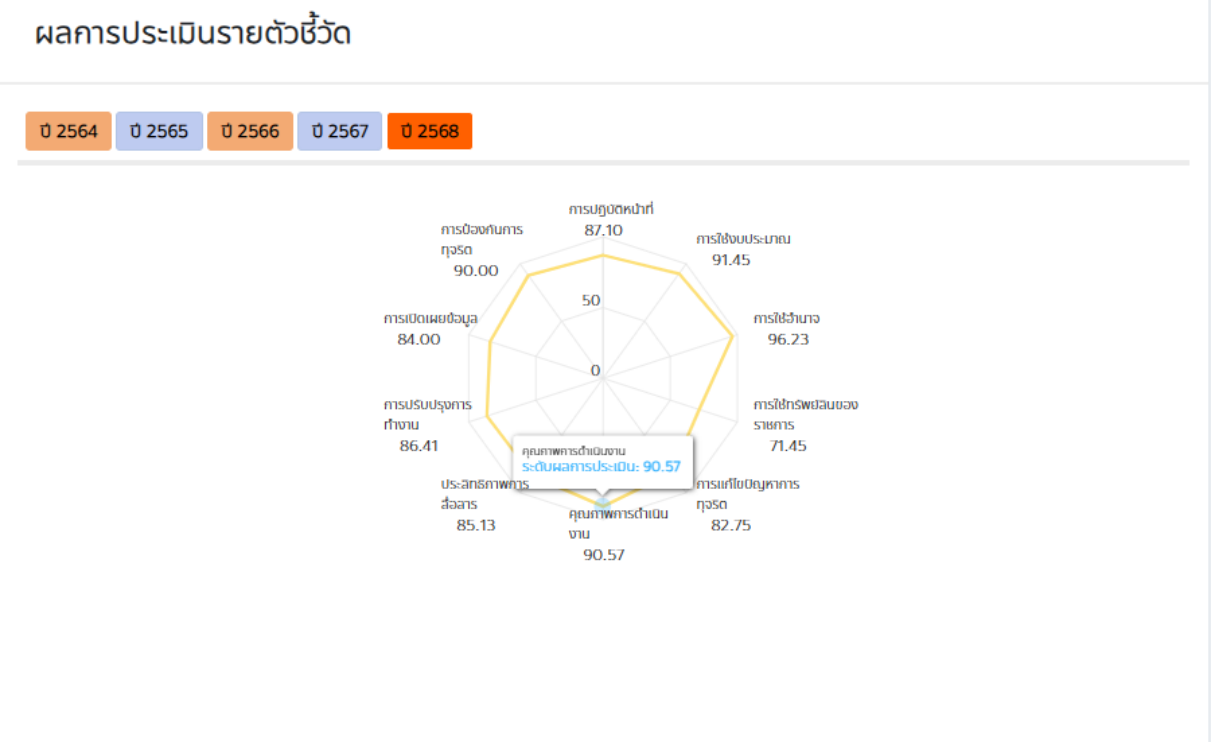 ผลการประเมินรายตัวชี้วัด
ปี 2564
ปี 2565
ปี 2566
ปี 2567
ปี 2568
การปฏิบัติหน้าที่
87.10
การใช้งบประมาณ
91.45
การใช้อำนาจ
96.23
การใช้ทรัพย์สินของ
ราชการ
71.45
การแก้ไขปัญหาการ
ทุจริต
82.75
คุณภาพการดำเนิน
งาน
90.57
ประสิทธิภาพการ
สื่อสาร
85.13
การปรับปรุงการ
ทำงาน
86.41
การเปิดเผยข้อมูล
84.00
การป้องกันการ
ทุจริต
90.00
50
0
คุณภาพการดำเนินงาน
ระดับผลการประเมิน: 90.57